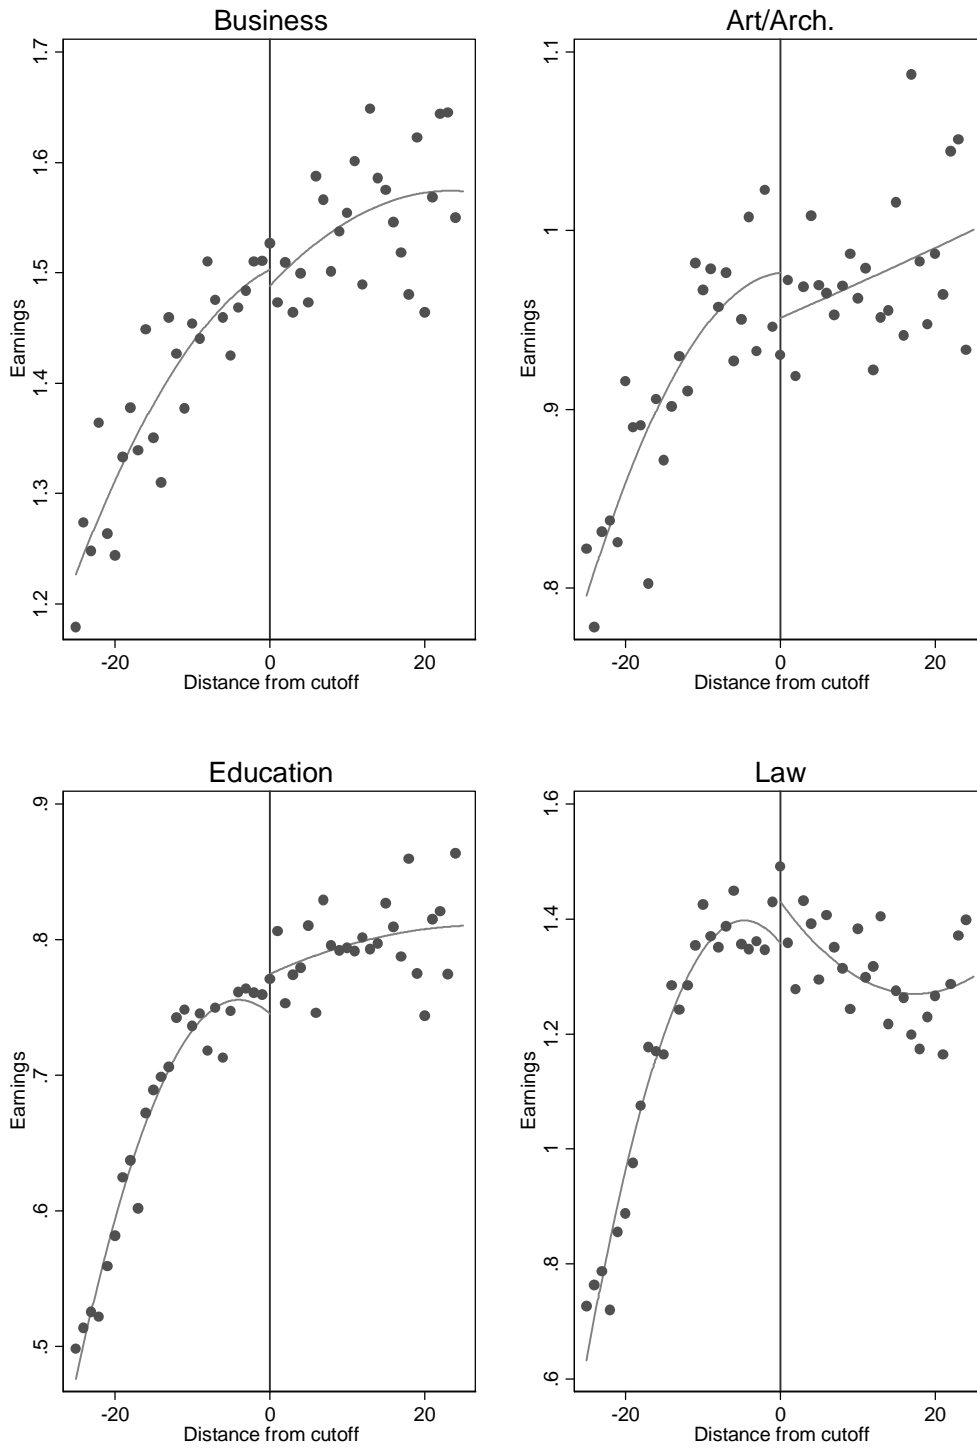 Business
Earnings
1.7
1.6
1.5
1.4
1.3
1.2
-20 0 20
Distance from cutoff
Art/Arch.
Earnings
1.1
1
.9
.8
-20 0 20
Distance from cutoff
Education
Earnings
.9
.8
.7
.6
.5
-20 0 20
Distance from cutoff
Law
Earnings
1.6
1.4
1.2
1
.8
.6
-20 0 20
Distance from cutoff